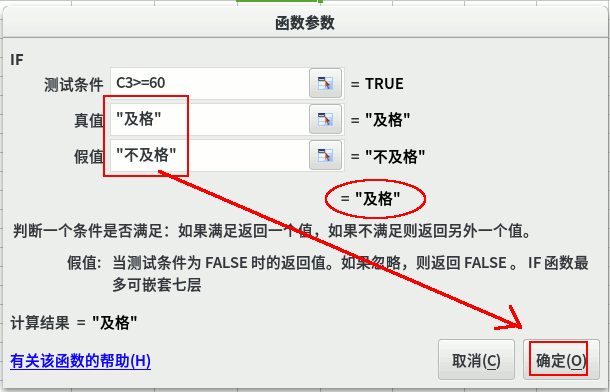 函数参数
IF
测试条件 C3>=60 = TRUE
真值 "及格" = "及格"
假值 "不及格" = "不及格"
= "及格"
判断一个条件是否满足：如果满足返回一个值，如果不满足则返回另外一个值。
假值: 当测试条件为 FALSE 时的返回值。如果忽略，则返回 FALSE 。 IF 函数最
多可嵌套七层
计算结果 = "及格"
有关该函数的帮助(H)
取消(C)
确定(O)